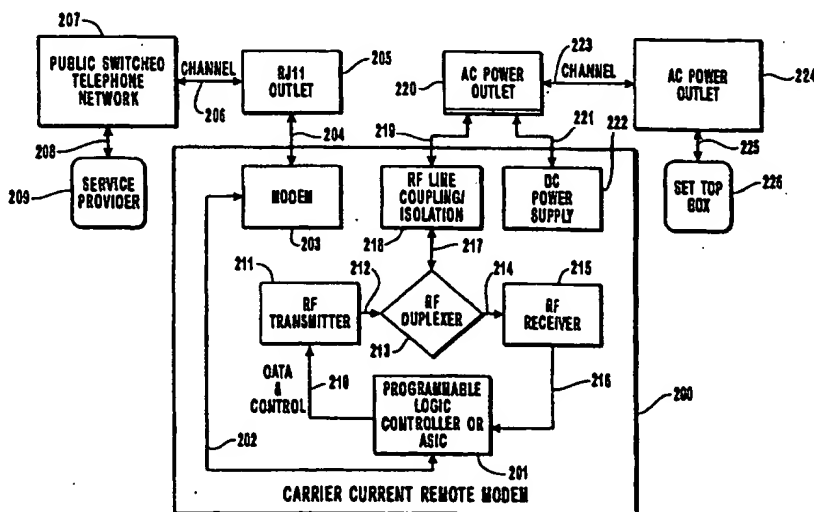 207
PUBLIC SWITCHED
TELEPHONE
NETWORK
CHANNEL
206
RJ11
OUTLET
205
220
AC POWER
OUTLET
223
CHANNEL
AC POWER
OUTLET
224
208
204
219
221
225
209
SERVICE
PROVIDER
MODEM
203
RF LINE
COUPLING/
ISOLATION
218
217
DC
POWER
SUPPLY
222
SET TOP
BOX
226
211
RF
TRANSMITTER
212
RF
DUPLEXER
213
214
RF
RECEIVER
215
DATA
&
CONTROL
210
PROGRAMMABLE
LOGIC
CONTROLLER OR
ASIC
201
216
200
202
CARRIER CURRENT REMOTE MODEM